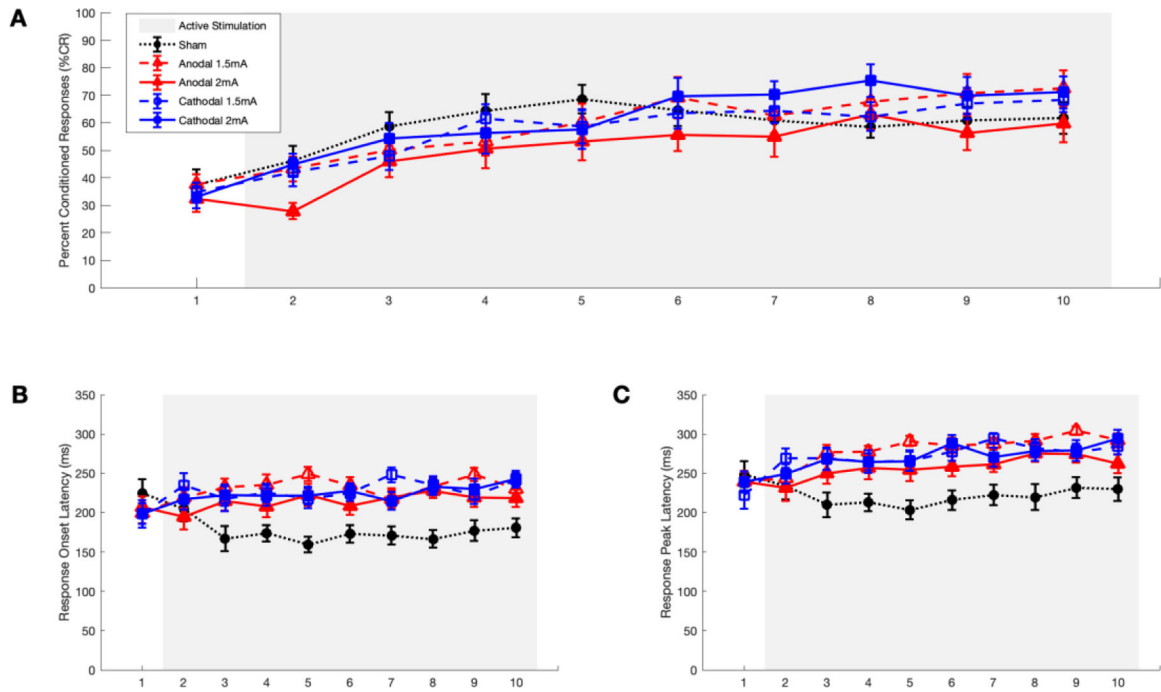 A
Percent Conditioned Responses (%CR)
100
90
80
70
60
50
40
30
20
10
0
Active Stimulation
Sham
Anodal 1.5mA
Anodal 2mA
Cathodal 1.5mA
Cathodal 2mA
1 2 3 4 5 6 7 8 9 10
B
Response Onset Latency (ms)
350
300
250
200
150
100
50
0
1 2 3 4 5 6 7 8 9 10
C
Response Peak Latency (ms)
350
300
250
200
150
100
50
0
1 2 3 4 5 6 7 8 9 10